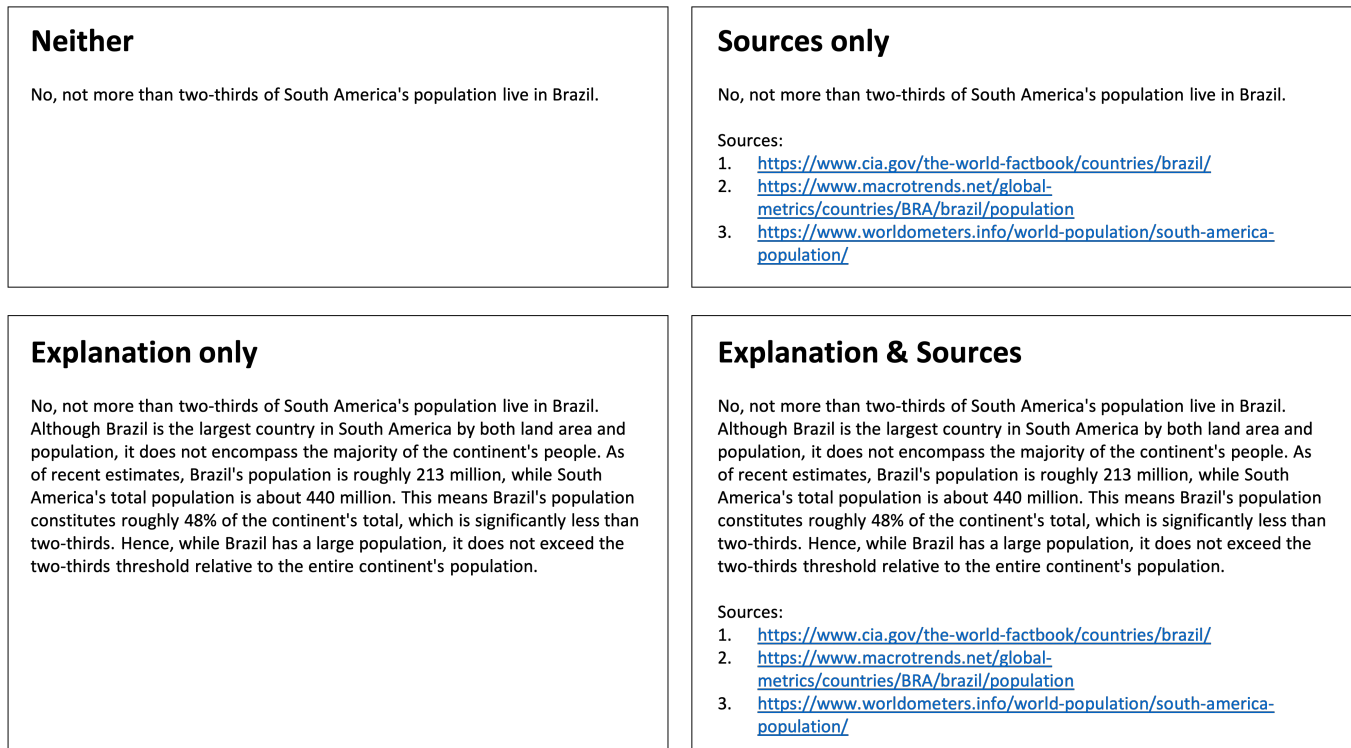 Neither
No, not more than two-thirds of South America's population live in Brazil.
Sources only
No, not more than two-thirds of South America's population live in Brazil.
Sources:
1. https://www.cia.gov/the-world-factbook/countries/brazil/
2. https://www.macrotrends.net/global-
metrics/countries/BRA/brazil/population
3. https://www.worldometers.info/world-population/south-america-
population/
Explanation only
No, not more than two-thirds of South America's population live in Brazil.
Although Brazil is the largest country in South America by both land area and
population, it does not encompass the majority of the continent's people. As
of recent estimates, Brazil's population is roughly 213 million, while South
America's total population is about 440 million. This means Brazil's population
constitutes roughly 48% of the continent's total, which is significantly less than
two-thirds. Hence, while Brazil has a large population, it does not exceed the
two-thirds threshold relative to the entire continent's population.
Explanation & Sources
No, not more than two-thirds of South America's population live in Brazil.
Although Brazil is the largest country in South America by both land area and
population, it does not encompass the majority of the continent's people. As
of recent estimates, Brazil's population is roughly 213 million, while South
America's total population is about 440 million. This means Brazil's population
constitutes roughly 48% of the continent's total, which is significantly less than
two-thirds. Hence, while Brazil has a large population, it does not exceed the
two-thirds threshold relative to the entire continent's population.
Sources:
1. https://www.cia.gov/the-world-factbook/countries/brazil/
2. https://www.macrotrends.net/global-
metrics/countries/BRA/brazil/population
3. https://www.worldometers.info/world-population/south-america-
population/